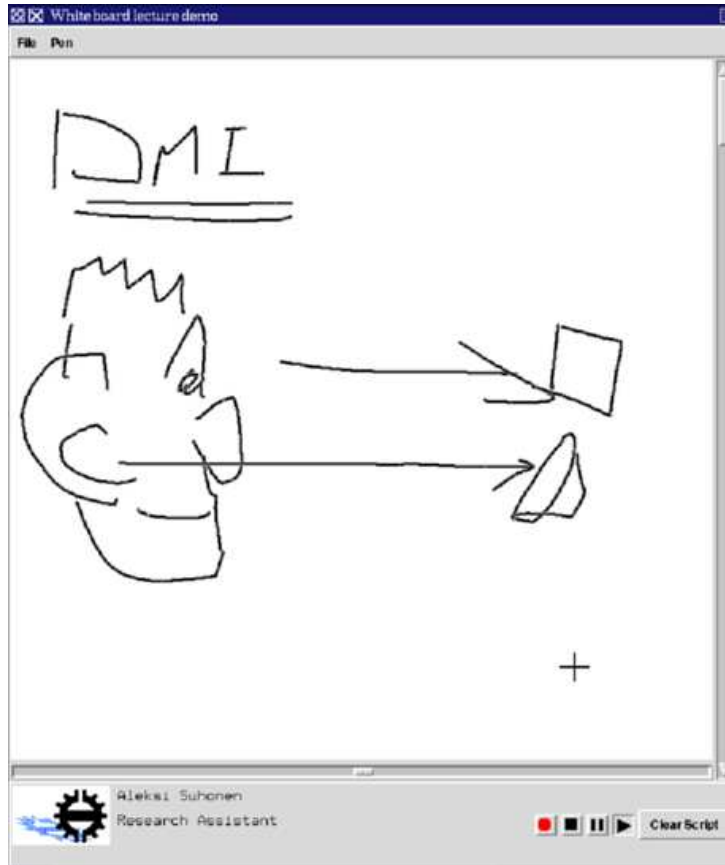 Whiteboard lecture demo
File Pen
DMI
Aleksi Suhonen
Research Assistant
Clear Script